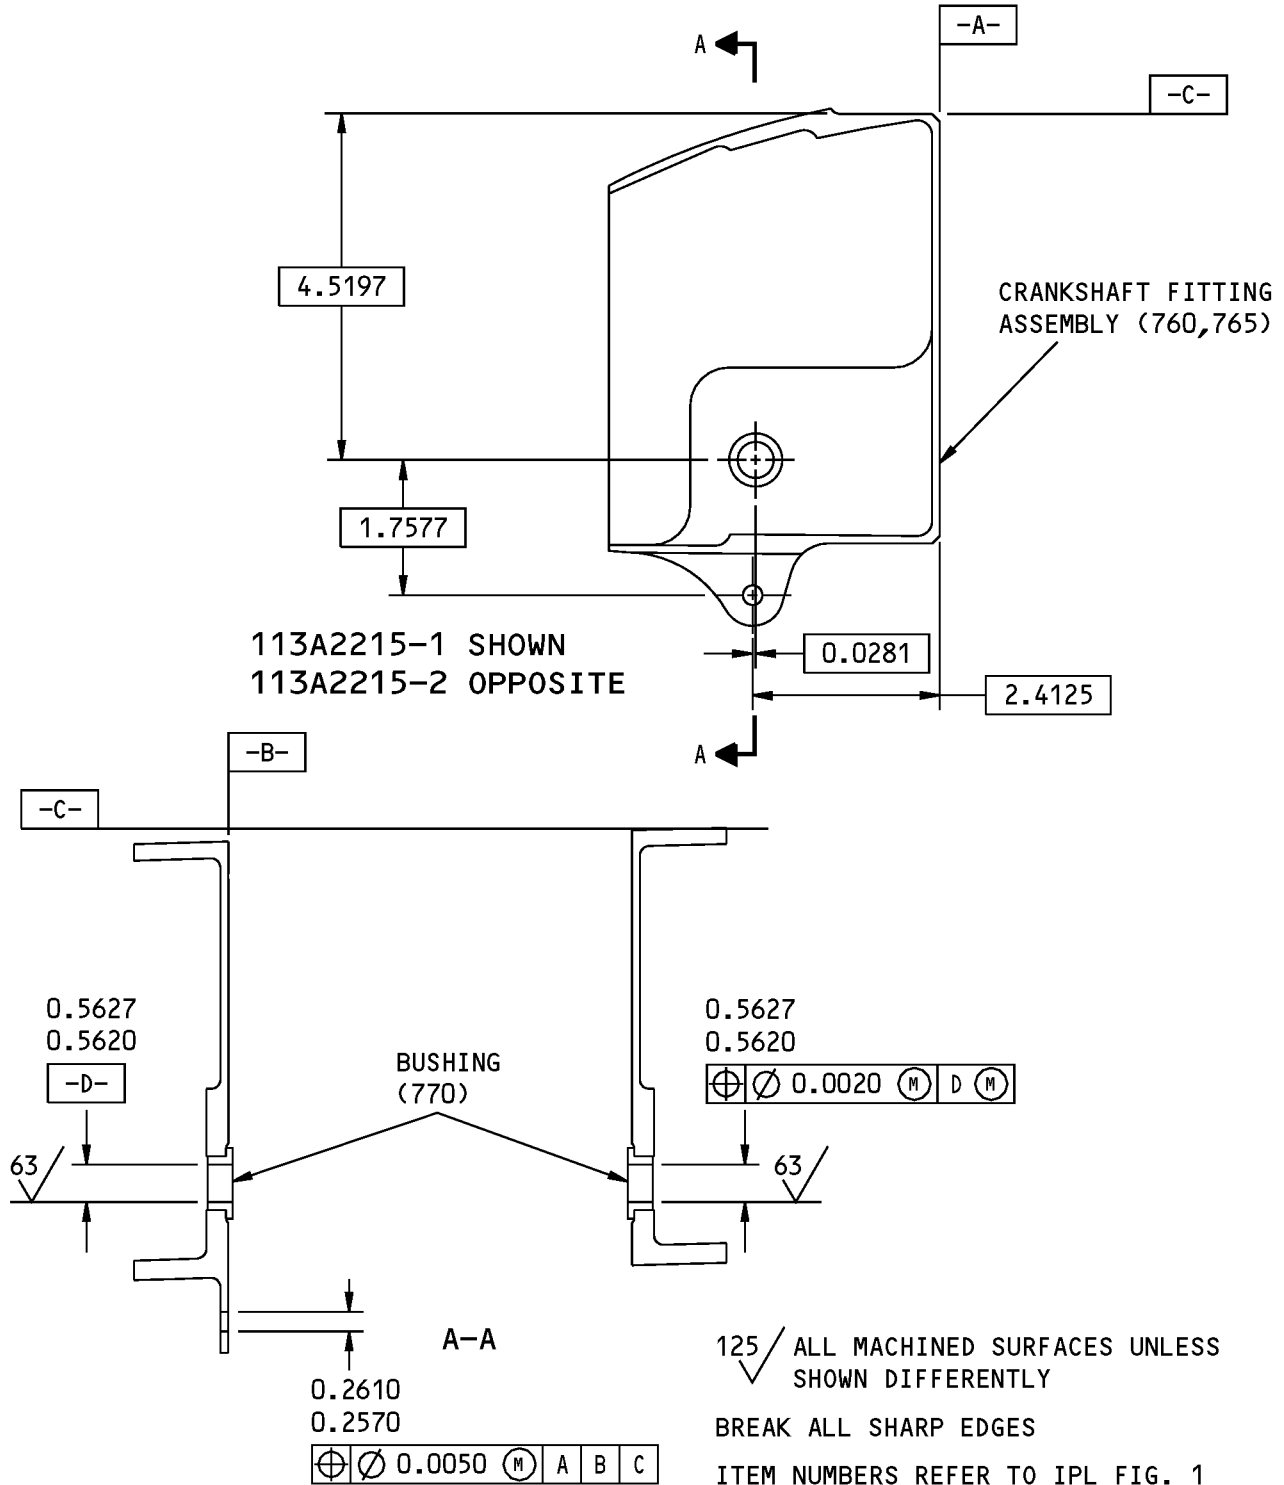 A
-A-
-C-
4.5197
CRANKSHAFT FITTING
ASSEMBLY (760,765)
1.7577
113A2215-1 SHOWN
113A2215-2 OPPOSITE
0.0281
2.4125
A
-B-
-C-
0.5627
0.5620
-D-
63
BUSHING
(770)
0.5627
0.5620
⌖ ⌀ 0.0020 Ⓜ D Ⓜ
63
A-A
0.2610
0.2570
⌖ ⌀ 0.0050 Ⓜ A B C
125 ALL MACHINED SURFACES UNLESS
SHOWN DIFFERENTLY
BREAK ALL SHARP EDGES
ITEM NUMBERS REFER TO IPL FIG. 1